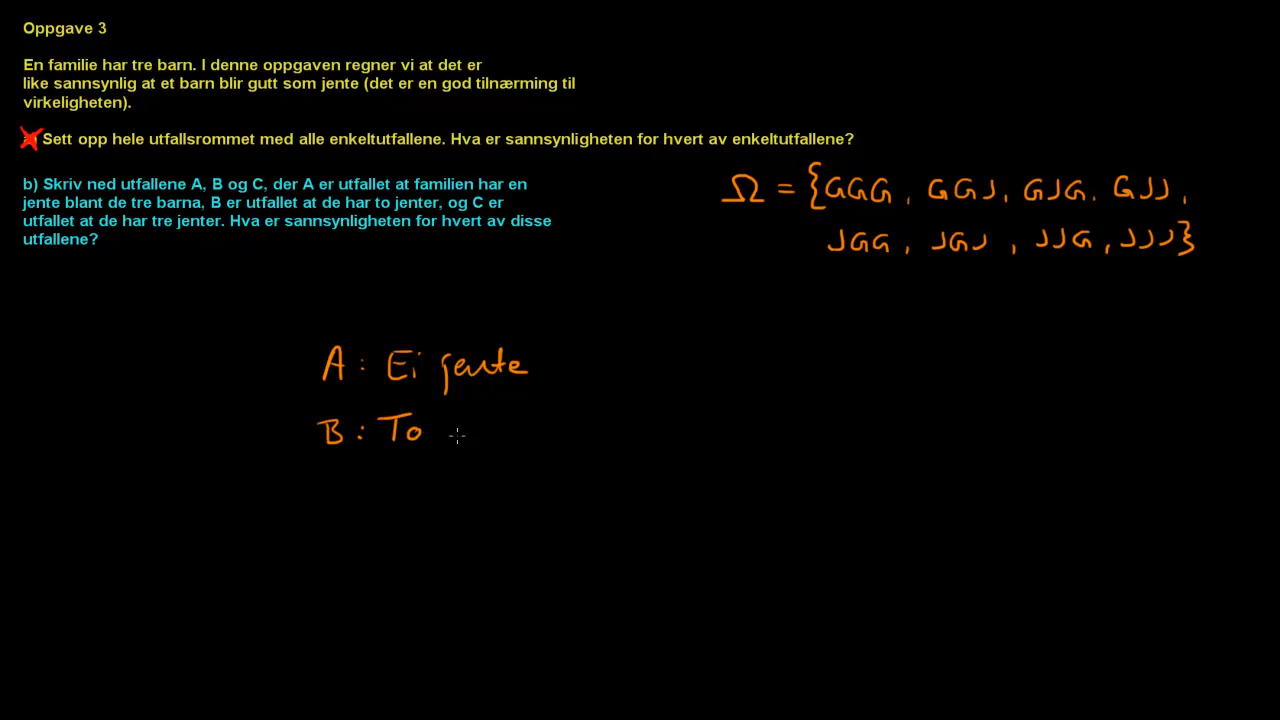 Oppgave 3
En familie har tre barn. I denne oppgaven regner vi at det er
like sannsynlig at et barn blir gutt som jente (det er en god tilnærming til
virkeligheten).
Sett opp hele utfallsrommet med alle enkeltutfallene. Hva er sannsynligheten for hvert av enkeltutfallene?
b) Skriv ned utfallene A, B og C, der A er utfallet at familien har en
jente blant de tre barna, B er utfallet at de har to jenter, og C er
utfallet at de har tre jenter. Hva er sannsynligheten for hvert av disse
utfallene?
Ω = {GGG, GGJ, GJG, GJJ,
JGG, JGJ, JJG, JJJ}
A: Ei jente
B: To